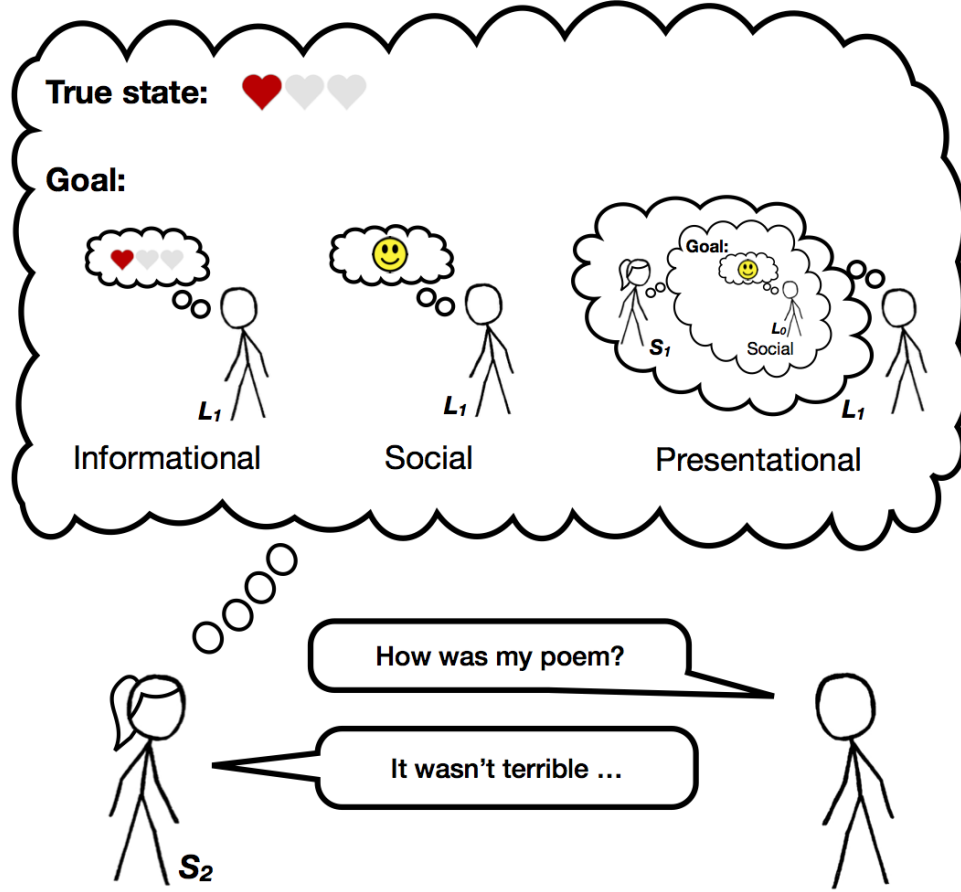 True state:
Goal:
Goal:
S₁
L₀
Social
L₁
L₁
L₁
Informational
Social
Presentational
How was my poem?
It wasn’t terrible ...
S₂